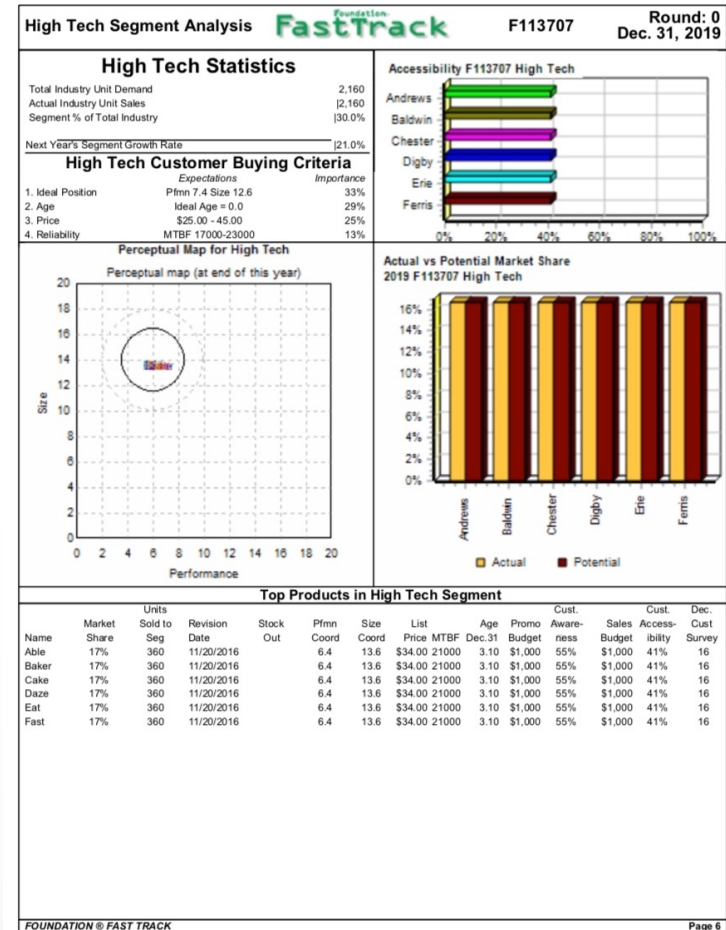 High Tech Segment Analysis
Foundation
FastTrack
F113707
Round: 0
Dec. 31, 2019
High Tech Statistics
Total Industry Unit Demand 2,160
Actual Industry Unit Sales |2,160
Segment % of Total Industry |30.0%
Next Year's Segment Growth Rate |21.0%
High Tech Customer Buying Criteria
Expectations Importance
1. Ideal Position Pfmn 7.4 Size 12.6 33%
2. Age Ideal Age = 0.0 29%
3. Price $25.00 - 45.00 25%
4. Reliability MTBF 17000-23000 13%
Accessibility F113707 High Tech
Andrews
Baldwin
Chester
Digby
Erie
Ferris
0% 20% 40% 60% 80% 100%
Perceptual Map for High Tech
Perceptual map (at end of this year)
Size
20
18
16
14
12
10
8
6
4
2
0
0 2 4 6 8 10 12 14 16 18 20
Performance
Actual vs Potential Market Share
2019 F113707 High Tech
16%
14%
12%
10%
8%
6%
4%
2%
0%
Andrews Baldwin Chester Digby Erie Ferris
Actual Potential
Top Products in High Tech Segment
Units Cust. Cust. Dec.
Market Sold to Revision Stock Pfmn Size List Age Promo Aware- Sales Access- Cust
Name Share Seg Date Out Coord Coord Price MTBF Dec.31 Budget ness Budget ibility Survey
Able 17% 360 11/20/2016 6.4 13.6 $34.00 21000 3.10 $1,000 55% $1,000 41% 16
Baker 17% 360 11/20/2016 6.4 13.6 $34.00 21000 3.10 $1,000 55% $1,000 41% 16
Cake 17% 360 11/20/2016 6.4 13.6 $34.00 21000 3.10 $1,000 55% $1,000 41% 16
Daze 17% 360 11/20/2016 6.4 13.6 $34.00 21000 3.10 $1,000 55% $1,000 41% 16
Eat 17% 360 11/20/2016 6.4 13.6 $34.00 21000 3.10 $1,000 55% $1,000 41% 16
Fast 17% 360 11/20/2016 6.4 13.6 $34.00 21000 3.10 $1,000 55% $1,000 41% 16
FOUNDATION ® FAST TRACK Page 6